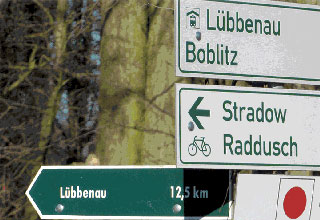 Lübbenau
Boblitz
Stradow
Raddusch
Lübbenau 12,5 km